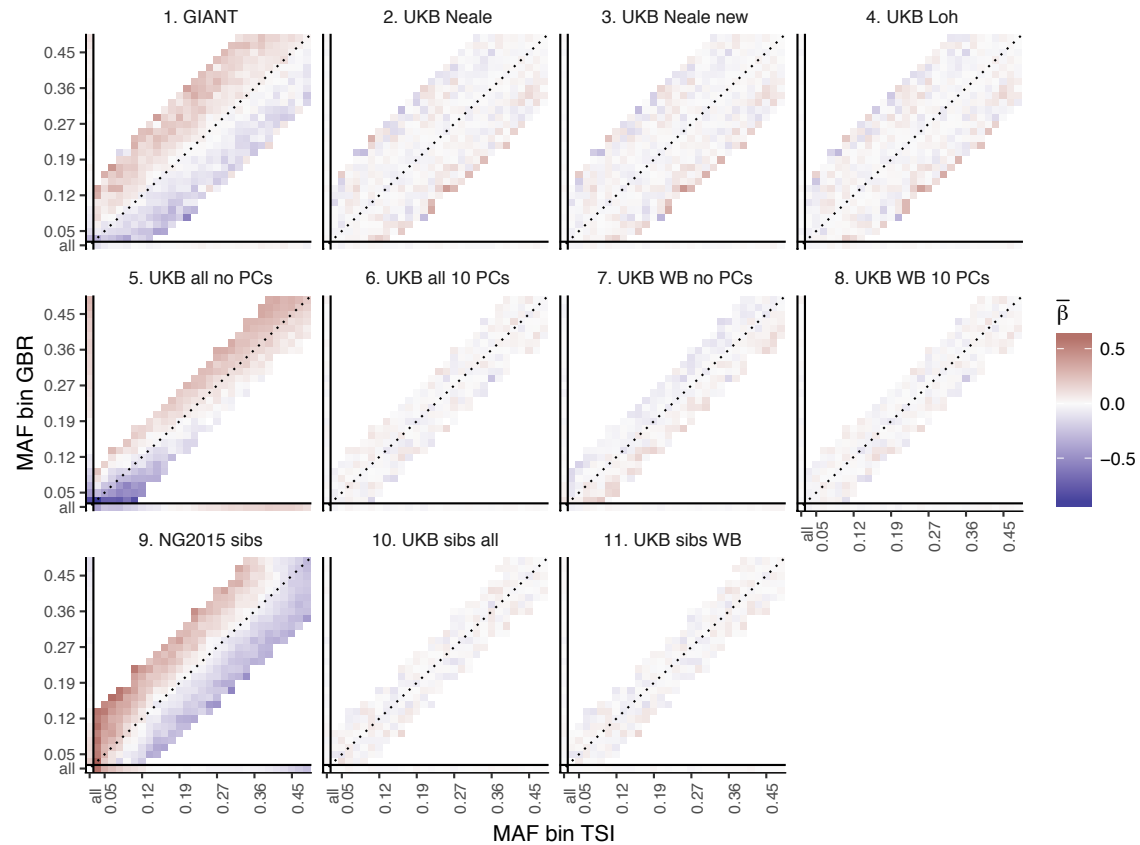 1. GIANT
2. UKB Neale
3. UKB Neale new
4. UKB Loh
0.45
0.36
0.27
0.19
0.12
0.05
all
5. UKB all no PCs
6. UKB all 10 PCs
7. UKB WB no PCs
8. UKB WB 10 PCs
0.45
0.36
0.27
0.19
0.12
0.05
all
MAF bin GBR
all
0.05
0.12
0.19
0.27
0.36
0.45
β
0.5
0.0
−0.5
9. NG2015 sibs
10. UKB sibs all
11. UKB sibs WB
0.45
0.36
0.27
0.19
0.12
0.05
all
all
0.05
0.12
0.19
0.27
0.36
0.45
all
0.05
0.12
0.19
0.27
0.36
0.45
all
0.05
0.12
0.19
0.27
0.36
0.45
MAF bin TSI